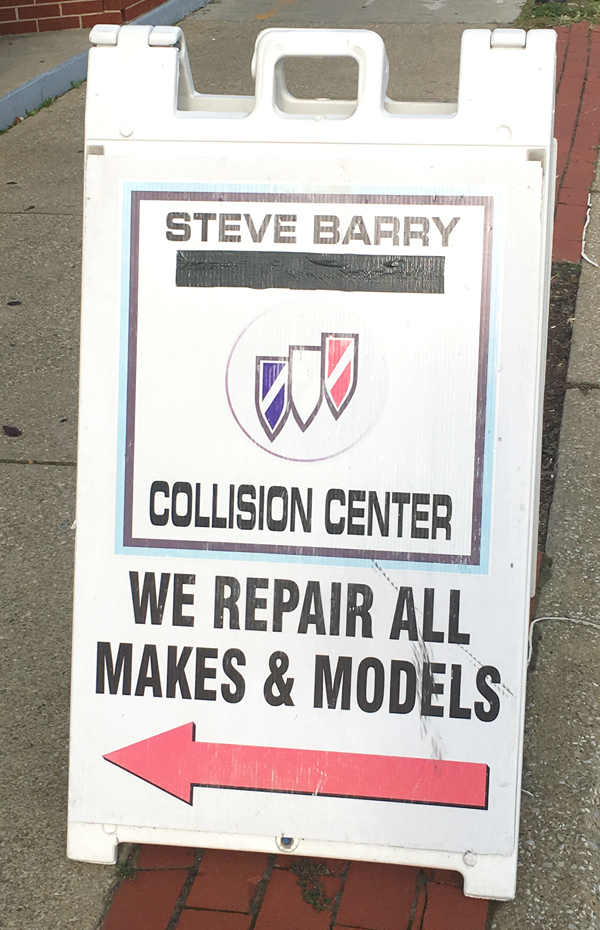 STEVE BARRY
COLLISION CENTER
WE REPAIR ALL
MAKES & MODELS